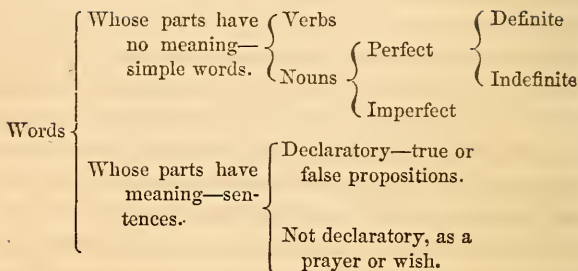 Whose parts have
no meaning—
simple words.
Verbs
Nouns
Perfect
Imperfect
Definite
Indefinite
Words
Whose parts have
meaning—sen-
tences.
Declaratory—true or
false propositions.
Not declaratory, as a
prayer or wish.